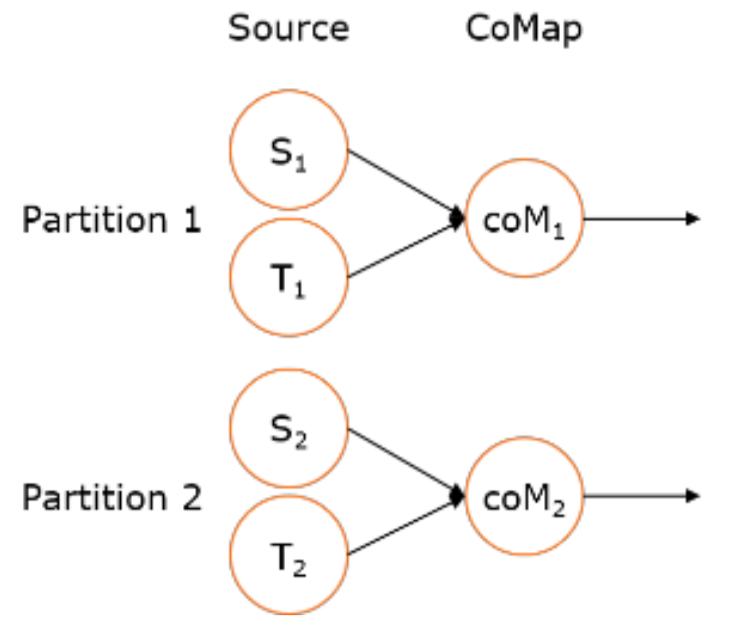 Source CoMap
S₁
Partition 1 coM₁
T₁
S₂
Partition 2 coM₂
T₂